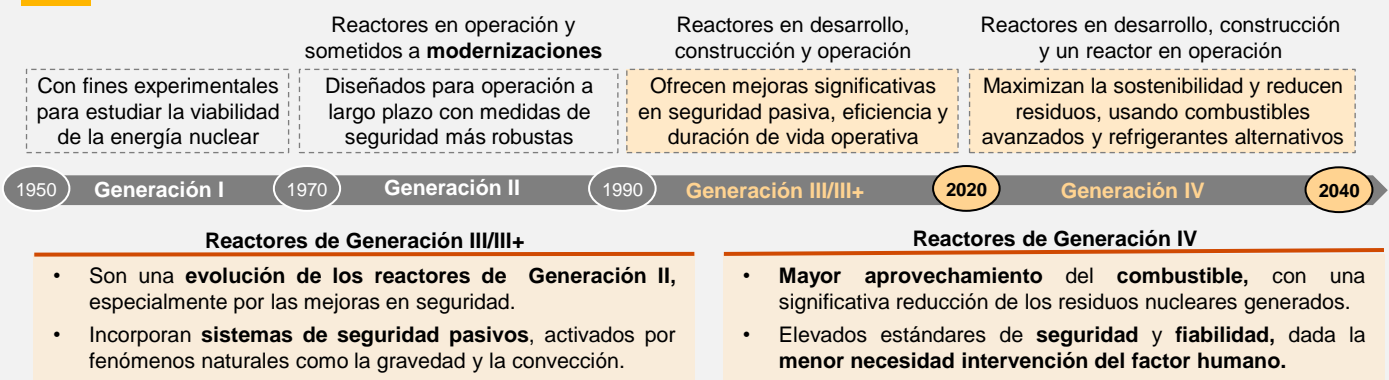 Reactores en operación y
sometidos a modernizaciones
Reactores en desarrollo,
construcción y operación
Reactores en desarrollo, construcción
y un reactor en operación
Con fines experimentales
para estudiar la viabilidad
de la energía nuclear
Diseñados para operación a
largo plazo con medidas de
seguridad más robustas
Ofrecen mejoras significativas
en seguridad pasiva, eficiencia y
duración de vida operativa
Maximizan la sostenibilidad y reducen
residuos, usando combustibles
avanzados y refrigerantes alternativos
1950 Generación I 1970 Generación II 1990 Generación III/III+ 2020 Generación IV 2040
Reactores de Generación III/III+
• Son una evolución de los reactores de Generación II,
especialmente por las mejoras en seguridad.
• Incorporan sistemas de seguridad pasivos, activados por
fenómenos naturales como la gravedad y la convección.
Reactores de Generación IV
• Mayor aprovechamiento del combustible, con una
significativa reducción de los residuos nucleares generados.
• Elevados estándares de seguridad y fiabilidad, dada la
menor necesidad intervención del factor humano.